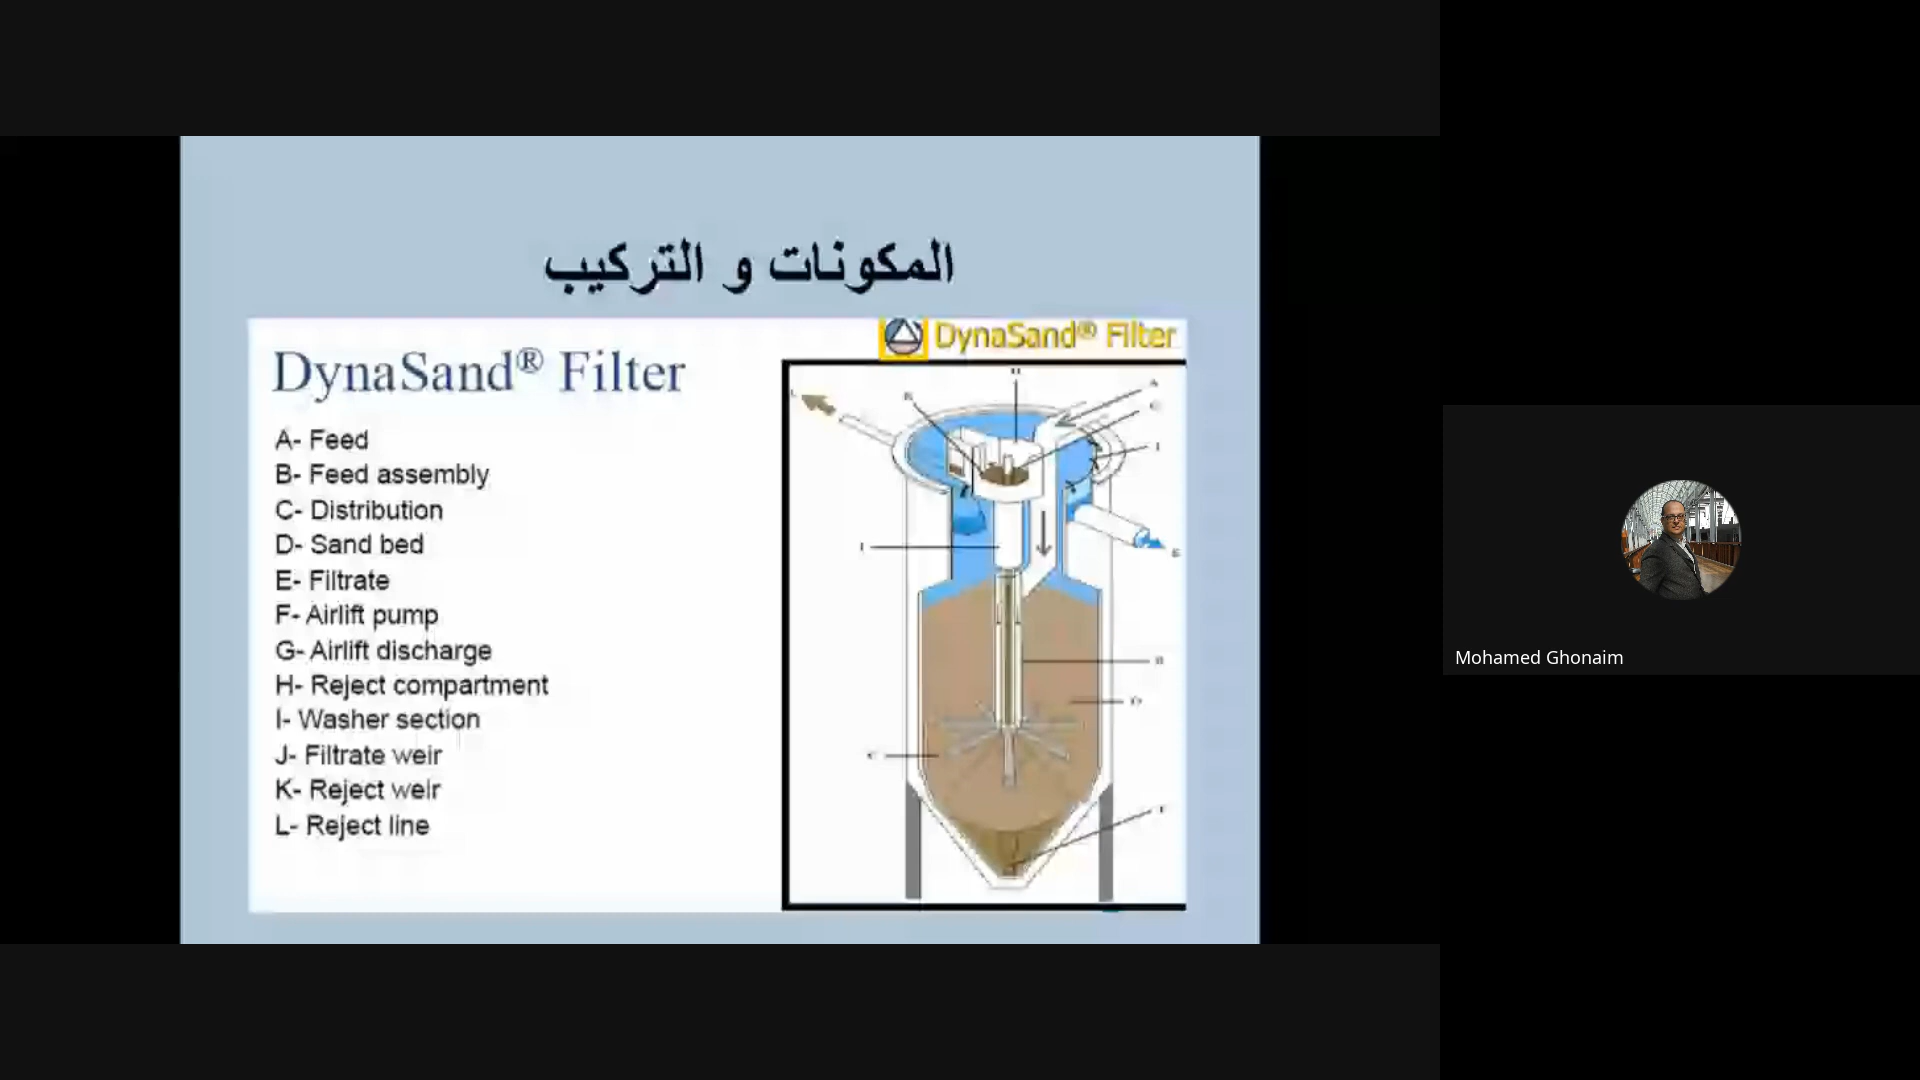 المكونات و التركيب
DynaSand® Filter
DynaSand® Filter
A- Feed
B- Feed assembly
C- Distribution
D- Sand bed
E- Filtrate
F- Airlift pump
G- Airlift discharge
H- Reject compartment
I- Washer section
J- Filtrate weir
K- Reject weir
L- Reject line
Mohamed Ghonaim